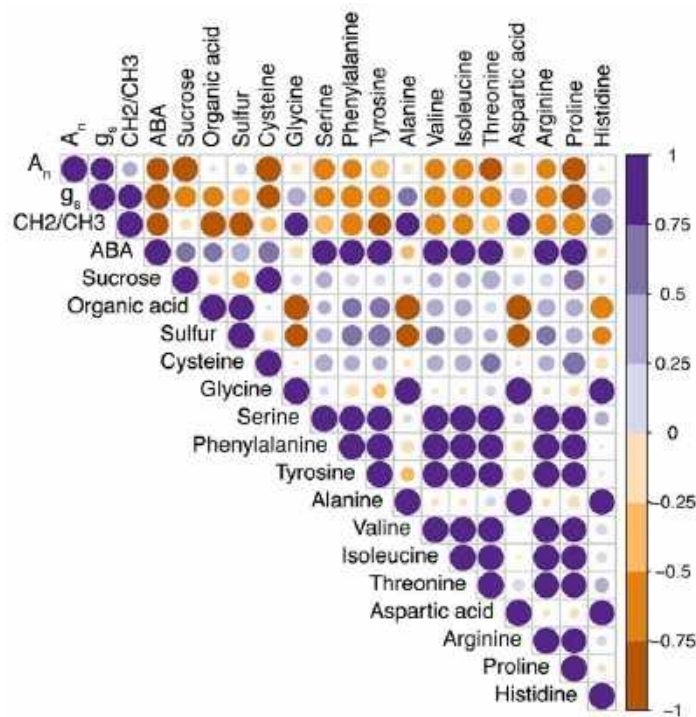 An
gs
CH2/CH3
ABA
Sucrose
Organic acid
Sulfur
Cysteine
Glycine
Serine
Phenylalanine
Tyrosine
Alanine
Valine
Isoleucine
Threonine
Aspartic acid
Arginine
Proline
Histidine
An
gs
CH2/CH3
ABA
Sucrose
Organic acid
Sulfur
Cysteine
Glycine
Serine
Phenylalanine
Tyrosine
Alanine
Valine
Isoleucine
Threonine
Aspartic acid
Arginine
Proline
Histidine
1
0.75
0.5
0.25
0
−0.25
−0.5
−0.75
−1